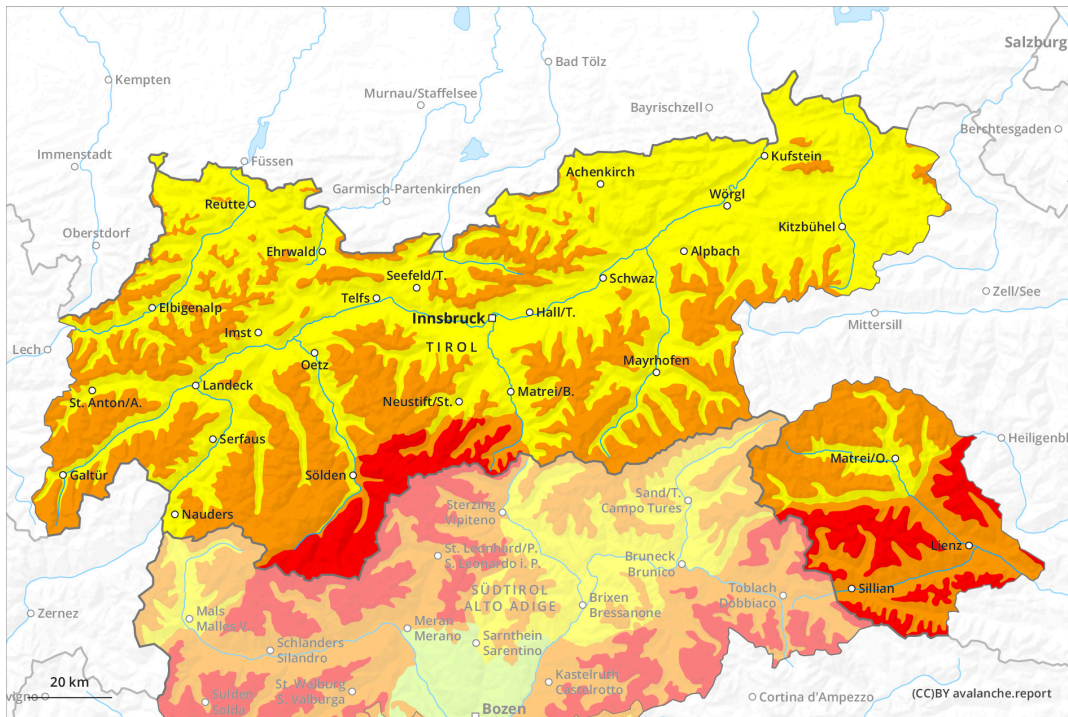 Salzburg
Bad Tölz
Kempten
Murnau/Staffelsee
Bayrischzell
Berchtesgaden
Immenstadt
Füssen
Kufstein
Achenkirch
Garmisch-Partenkirchen
Reutte
Wörgl
Oberstdorf
Kitzbühel
Ehrwald
Alpbach
Seefeld/T.
Schwaz
Zell/See
Telfs
Elbigenalp
Innsbruck
Hall/T.
Mittersill
Imst
TIROL
Lech
Oetz
Mayrhofen
Landeck
St. Anton/A.
Neustift/St.
Matrei/B.
Serfaus
Heiligenbl
Matrei/O.
Galtür
Sölden
Sand/T.
Campo Tures
Sterzing
Vipiteno
Nauders
Lienz
St. Leonhard/P.
S. Leonardo i. P.
Bruneck
Brunico
SÜDTIROL
ALTO ADIGE
Toblach
Dobbiaco
Sillian
Zernez
Mals
Malles V.
Brixen
Bressanone
Meran
Merano
Sarnthein
Sarentino
Schlanders
Silandro
Kastelruth
Castelrotto
20 km
St. Walburg
S. Valburga
vigno
Sulden
Solda
Cortina d'Ampezzo
(CC)BY avalanche.report
Bozen